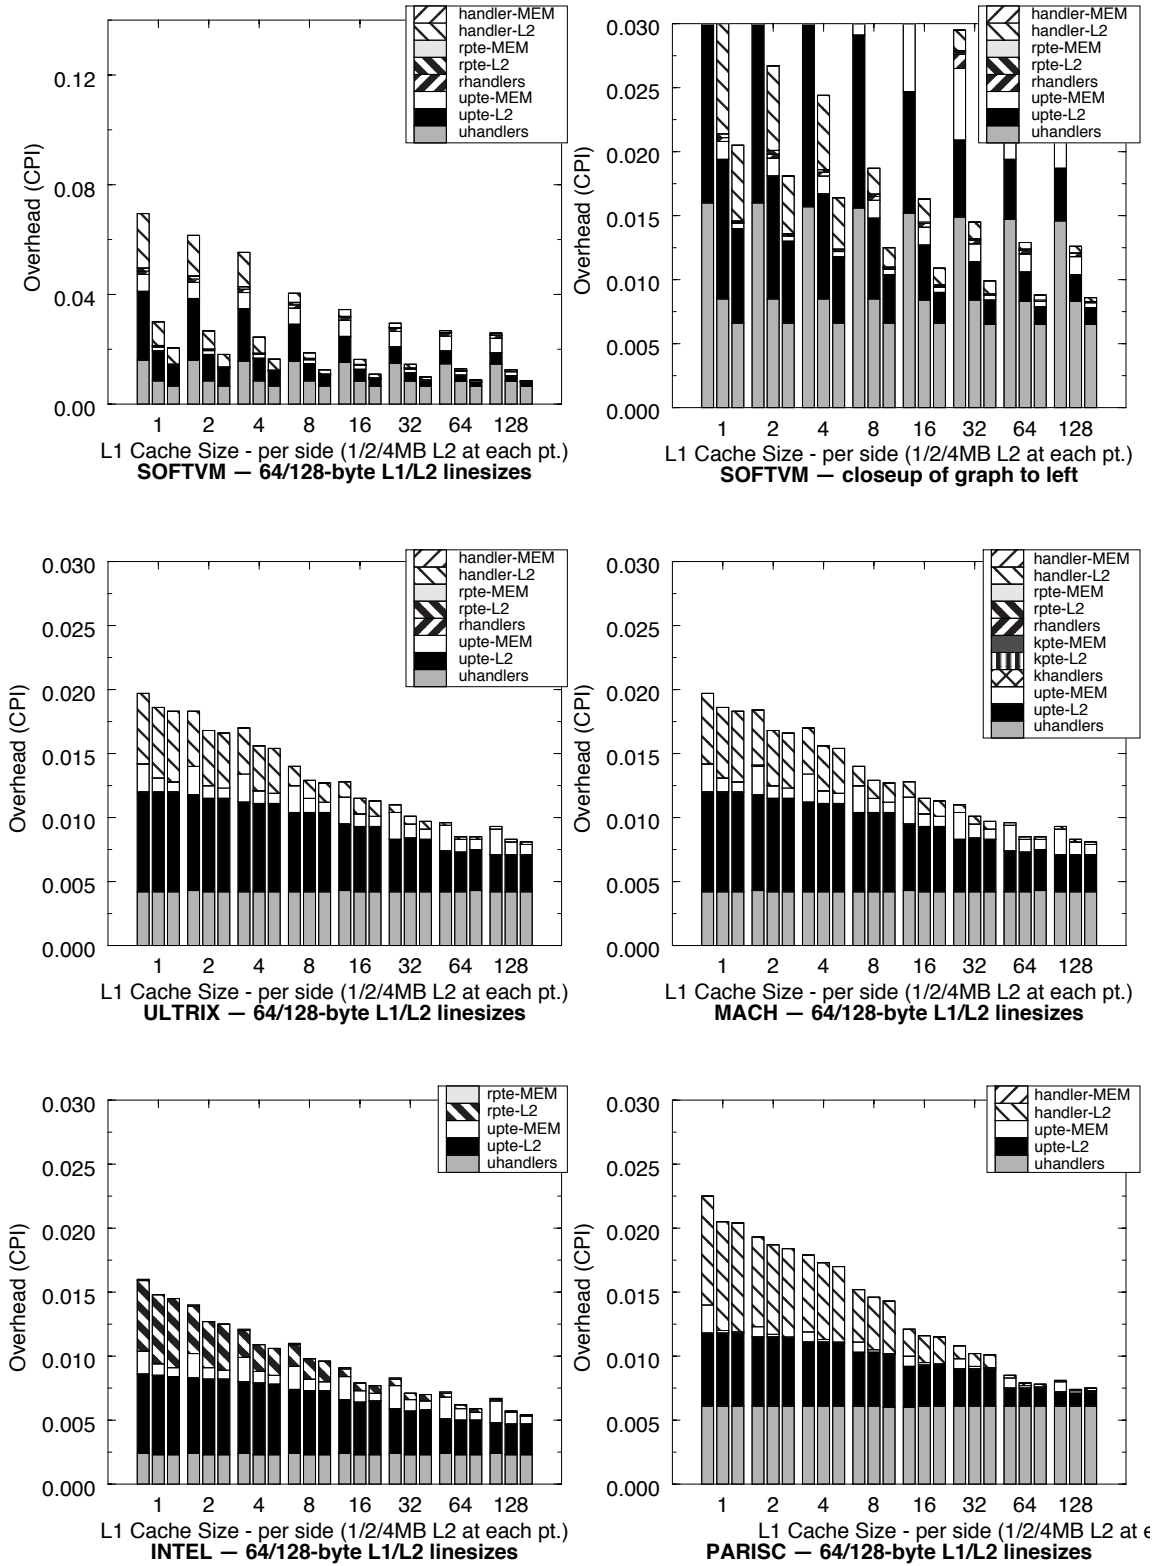 handler-MEM
handler-L2
rpte-MEM
rpte-L2
rhandlers
upte-MEM
upte-L2
uhandlers
0.12
0.08
0.04
0.00
Overhead (CPI)
1 2 4 8 16 32 64 128
L1 Cache Size - per side (1/2/4MB L2 at each pt.)
SOFTVM — 64/128-byte L1/L2 linesizes
handler-MEM
handler-L2
rpte-MEM
rpte-L2
rhandlers
upte-MEM
upte-L2
uhandlers
0.030
0.025
0.020
0.015
0.010
0.005
0.000
Overhead (CPI)
1 2 4 8 16 32 64 128
L1 Cache Size - per side (1/2/4MB L2 at each pt.)
SOFTVM — closeup of graph to left
handler-MEM
handler-L2
rpte-MEM
rpte-L2
rhandlers
upte-MEM
upte-L2
uhandlers
0.030
0.025
0.020
0.015
0.010
0.005
0.000
Overhead (CPI)
1 2 4 8 16 32 64 128
L1 Cache Size - per side (1/2/4MB L2 at each pt.)
ULTRIX — 64/128-byte L1/L2 linesizes
handler-MEM
handler-L2
rpte-MEM
rpte-L2
rhandlers
kpte-MEM
kpte-L2
khandlers
upte-MEM
upte-L2
uhandlers
0.030
0.025
0.020
0.015
0.010
0.005
0.000
Overhead (CPI)
1 2 4 8 16 32 64 128
L1 Cache Size - per side (1/2/4MB L2 at each pt.)
MACH — 64/128-byte L1/L2 linesizes
rpte-MEM
rpte-L2
upte-MEM
upte-L2
uhandlers
0.030
0.025
0.020
0.015
0.010
0.005
0.000
Overhead (CPI)
1 2 4 8 16 32 64 128
L1 Cache Size - per side (1/2/4MB L2 at each pt.)
INTEL — 64/128-byte L1/L2 linesizes
handler-MEM
handler-L2
upte-MEM
upte-L2
uhandlers
0.030
0.025
0.020
0.015
0.010
0.005
0.000
Overhead (CPI)
1 2 4 8 16 32 64 128
L1 Cache Size - per side (1/2/4MB L2 at e
PARISC — 64/128-byte L1/L2 linesizes